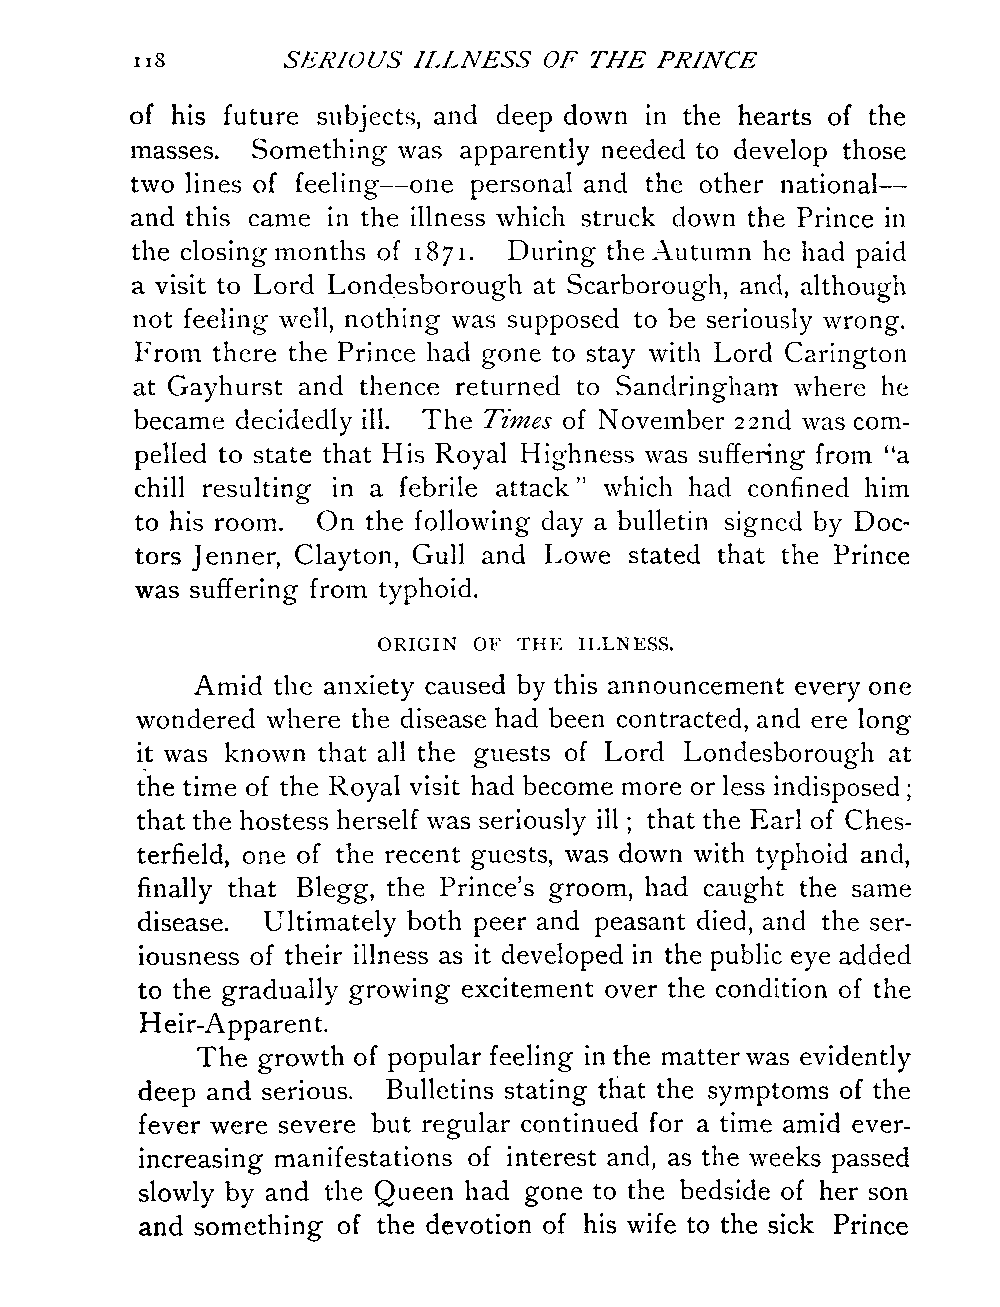 118 SERIOUS ILLNESS OF THE PRINCE
of his future subjects, and deep down in the hearts of the
masses. Something was apparently needed to develop those
two lines of feeling—one personal and the other national—
and this came in the illness which struck down the Prince in
the closing months of 1871. During the Autumn he had paid
a visit to Lord Londesborough at Scarborough, and, although
not feeling well, nothing was supposed to be seriously wrong.
From there the Prince had gone to stay with Lord Carington
at Gayhurst and thence returned to Sandringham where he
became decidedly ill. The Times of November 22nd was com-
pelled to state that His Royal Highness was suffering from "a
chill resulting in a febrile attack" which had confined him
to his room. On the following day a bulletin signed by Doc-
tors Jenner, Clayton, Gull and Lowe stated that the Prince
was suffering from typhoid.
ORIGIN OF THE ILLNESS.
Amid the anxiety caused by this announcement every one
wondered where the disease had been contracted, and ere long
it was known that all the guests of Lord Londesborough at
the time of the Royal visit had become more or less indisposed;
that the hostess herself was seriously ill; that the Earl of Ches-
terfield, one of the recent guests, was down with typhoid and,
finally that Blegg, the Prince's groom, had caught the same
disease. Ultimately both peer and peasant died, and the ser-
iousness of their illness as it developed in the public eye added
to the gradually growing excitement over the condition of the
Heir-Apparent.
The growth of popular feeling in the matter was evidently
deep and serious. Bulletins stating that the symptoms of the
fever were severe but regular continued for a time amid ever-
increasing manifestations of interest and, as the weeks passed
slowly by and the Queen had gone to the bedside of her son
and something of the devotion of his wife to the sick Prince